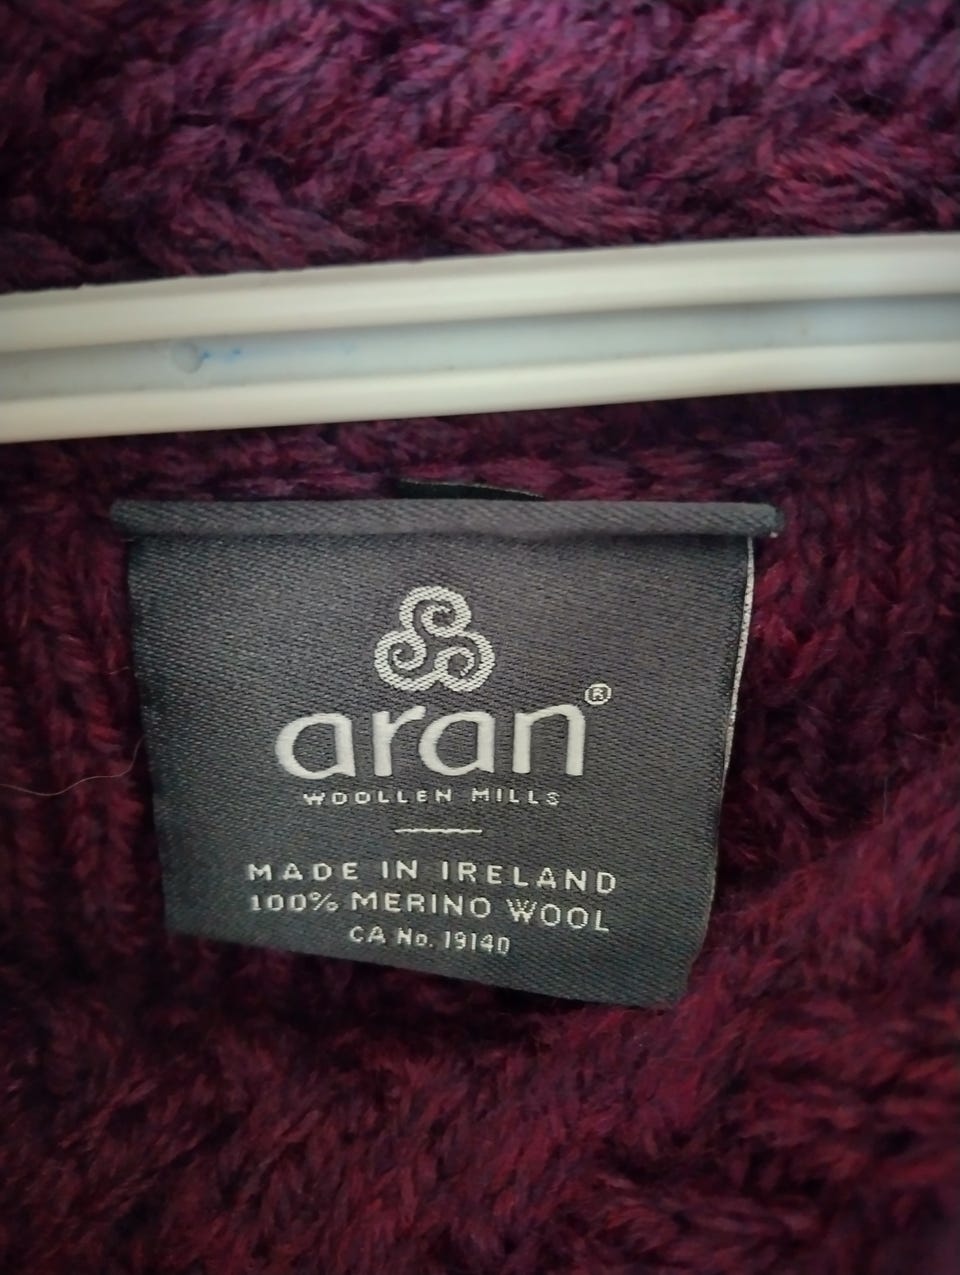 aran®
WOOLLEN MILLS
MADE IN IRELAND
100% MERINO WOOL
CA No. 19140